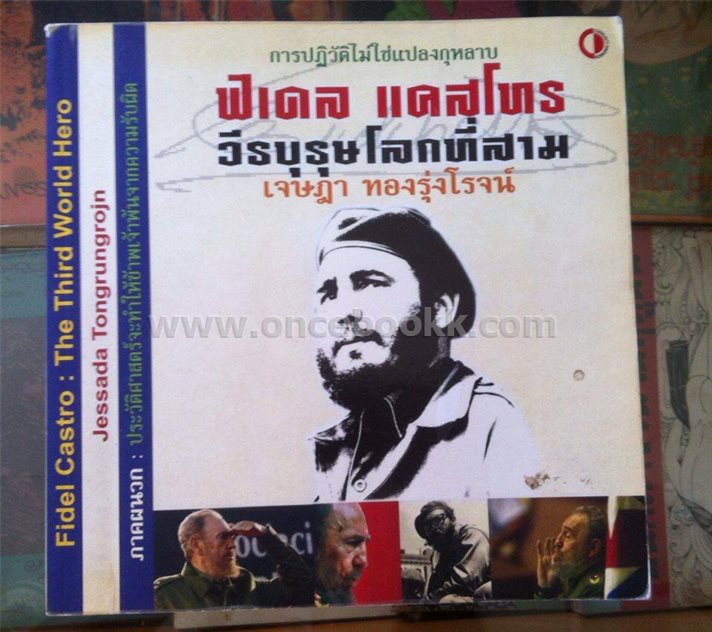 การปฏิวัติไม่ใช่แปลงกุหลาบ
ฟิเดล แคสโทร
วีรบุรุษโลกที่สาม
เจษฎา ทองรุ่งโรจน์
Fidel Castro : The Third World Hero
Jessada Tongrungrojn
ภาคผนวก : ประวัติศาสตร์จะทำให้ข้าพเจ้าพ้นจากความรับผิด
www.oncebookk.com
ounci